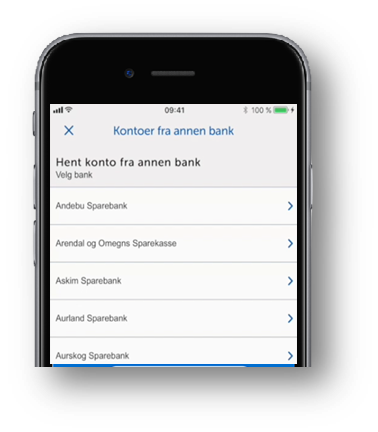 09:41
100 %
Kontoer fra annen bank
Hent konto fra annen bank
Velg bank
Andebu Sparebank
Arendal og Omegns Sparekasse
Askim Sparebank
Aurland Sparebank
Aurskog Sparebank